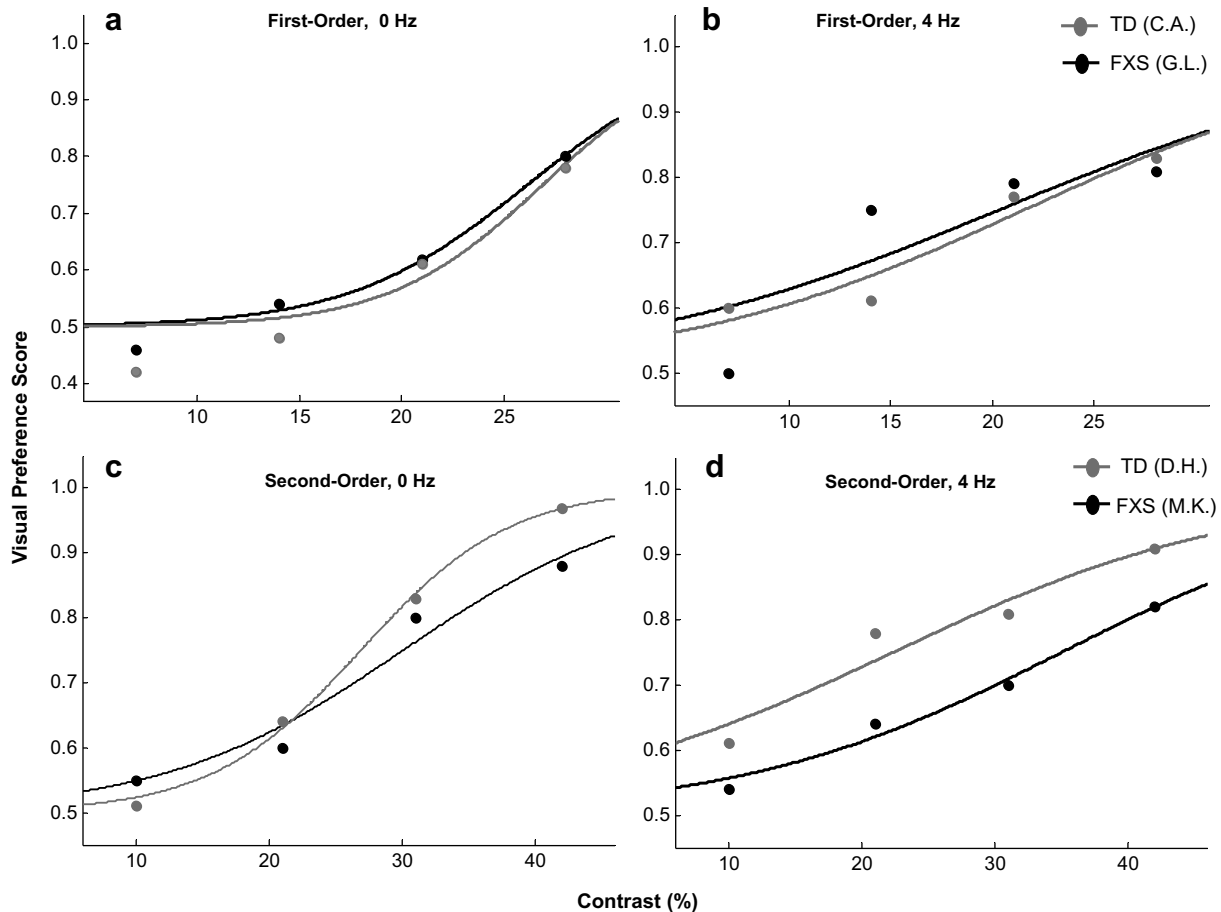 a
First-Order, 0 Hz
1.0
0.9
0.8
0.7
0.6
0.5
0.4
10
20
25
b
First-Order, 4 Hz
TD (C.A.)
FXS (G.L.)
1.0
0.9
0.8
0.7
0.6
0.5
10
20
25
c
Second-Order, 0 Hz
1.0
0.9
0.8
0.7
0.6
0.5
10
20
30
40
d
Second-Order, 4 Hz
TD (D.H.)
FXS (M.K.)
1.0
0.9
0.8
0.7
0.6
0.5
10
20
30
40
Visual Preference Score
Contrast (%)